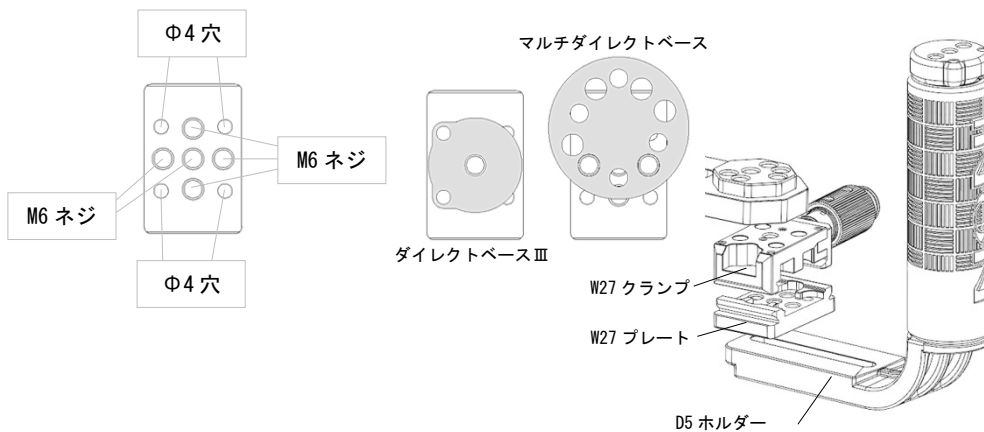 Φ4 穴
M6 ネジ
M6 ネジ
Φ4 穴
マルチダイレクトベース
ダイレクトベースⅢ
W27 クランプ
W27 プレート
D5 ホルダー